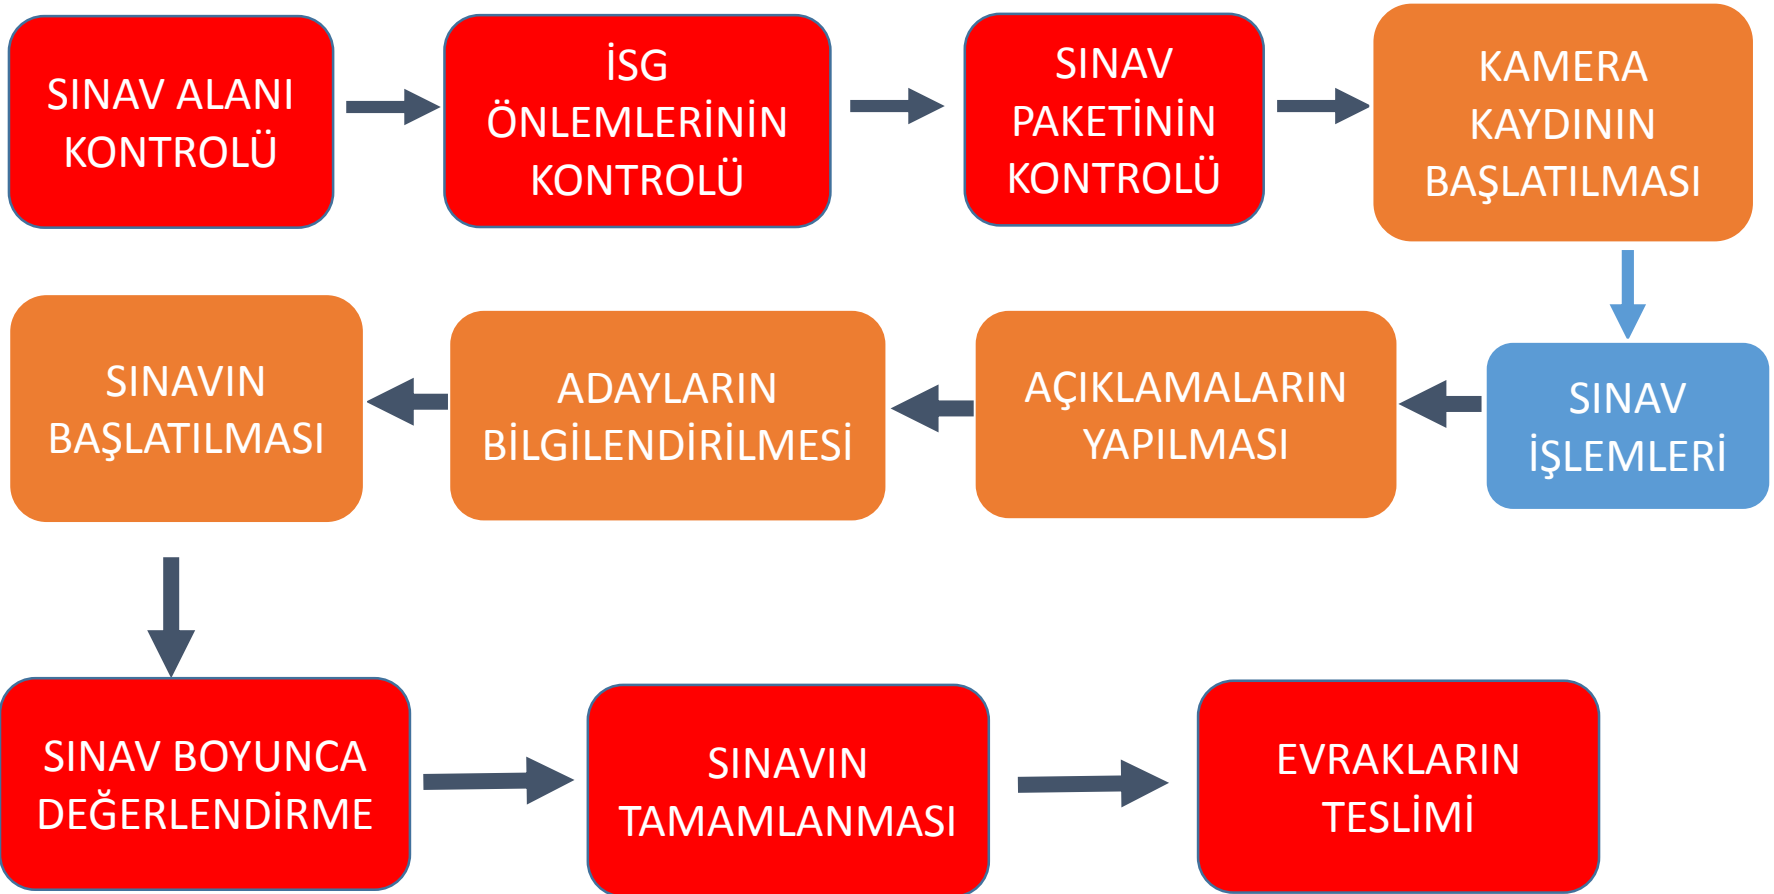 SINAV ALANI
KONTROLÜ
İSG
ÖNLEMLERİNİN
KONTROLÜ
SINAV
PAKETİNİN
KONTROLÜ
KAMERA
KAYDININ
BAŞLATILMASI
SINAV
İŞLEMLERİ
AÇIKLAMALARIN
YAPILMASI
ADAYLARIN
BİLGİLENDİRİLMESİ
SINAVIN
BAŞLATILMASI
SINAV BOYUNCA
DEĞERLENDİRME
SINAVIN
TAMAMLANMASI
EVRAKLARIN
TESLİMİ